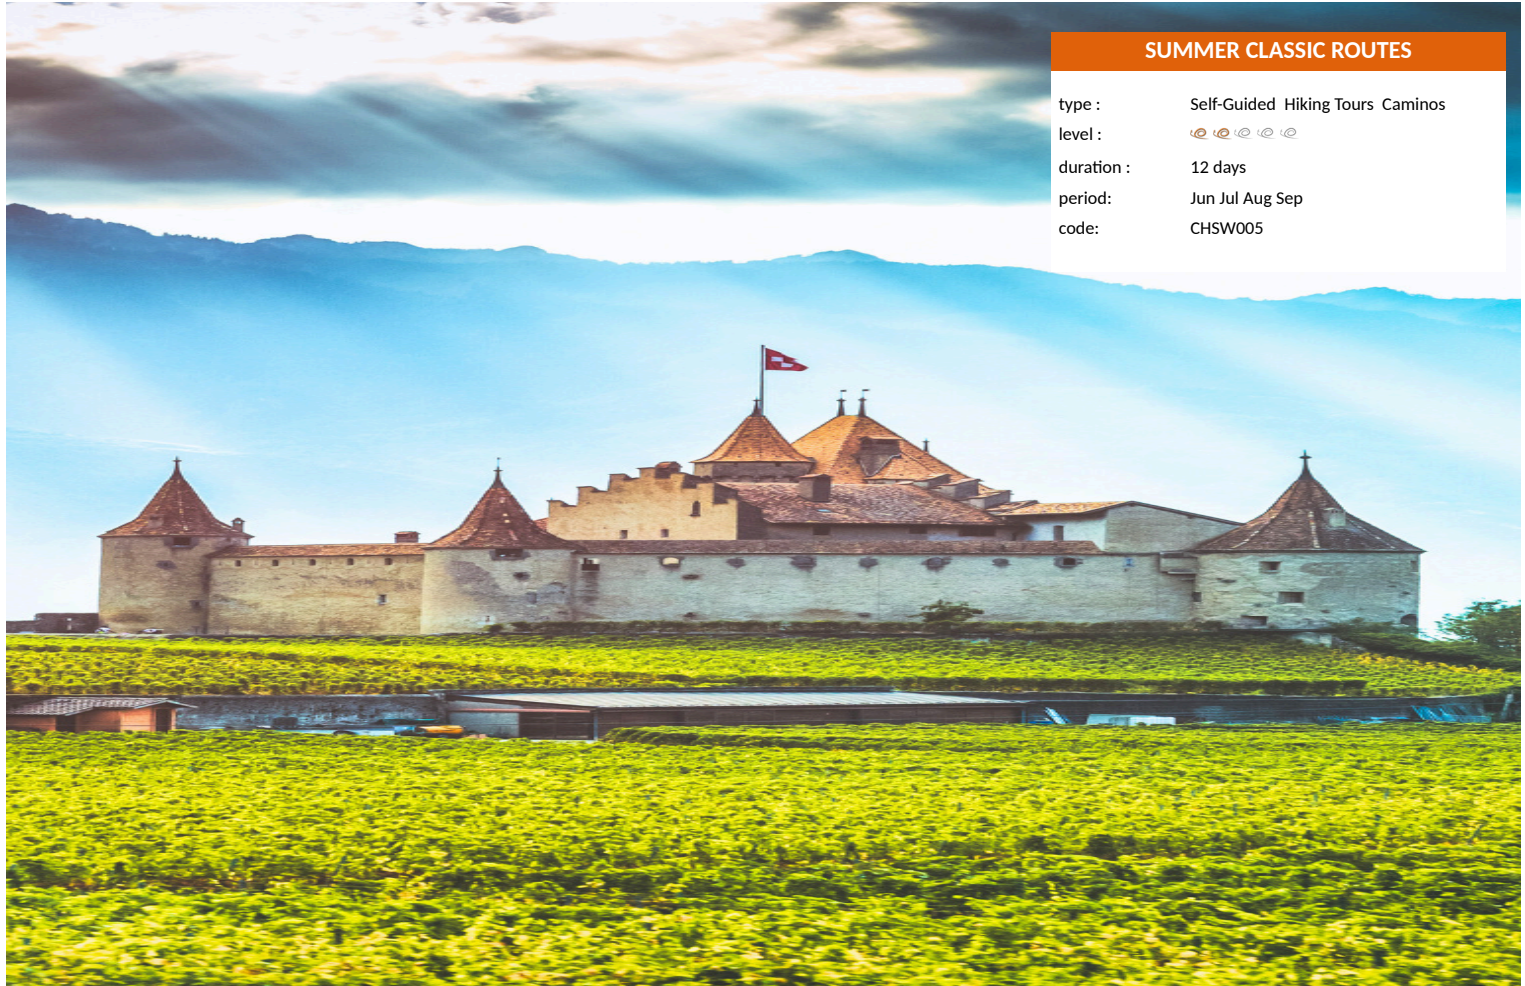 SUMMER CLASSIC ROUTES
type : Self-Guided Hiking Tours Caminos
level :
duration : 12 days
period: Jun Jul Aug Sep
code: CHSW005